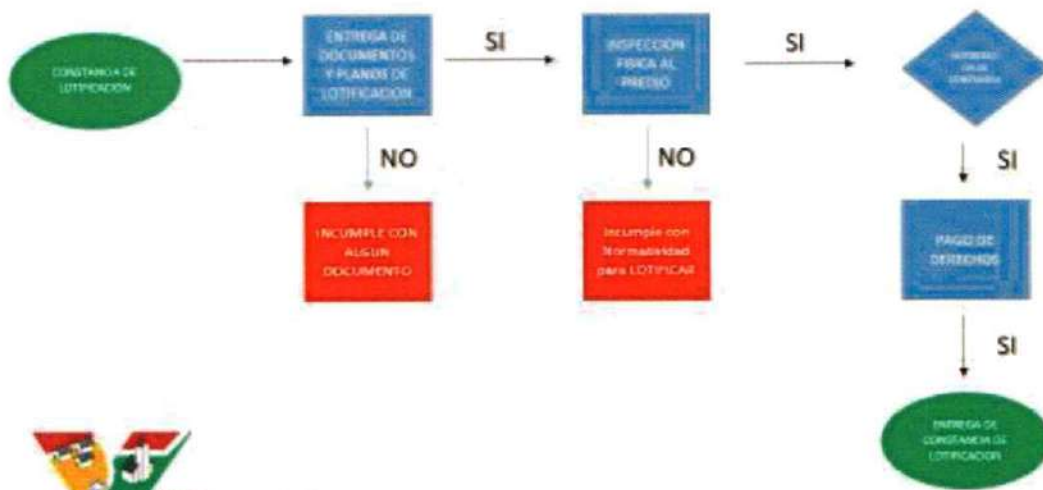 CONSTANCIA DE
LOTIFICACION
ENTREGA DE
DOCUMENTOS
Y PLANOS DE
LOTIFICACION
SI
INSPECCIÓN
FISICA AL
PREDIO
SI
NO
NO
SI
INCUMPLE CON
ALGUN
DOCUMENTO
Incumple con
Normatividad
para LOTIFICAR
PAGO DE
DERECHOS
SI
ENTREGA DE
CONSTANCIA DE
LOTIFICACION